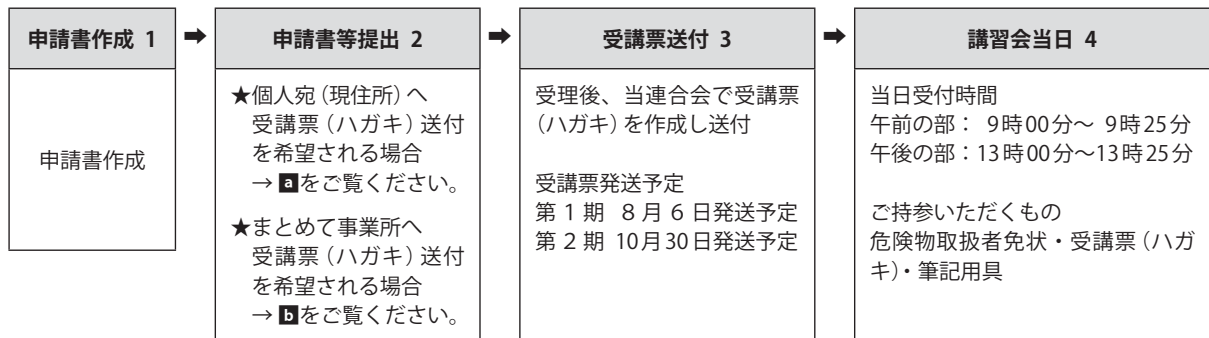 申請書作成 1
➡
申請書等提出 2
➡
受講票送付 3
➡
講習会当日 4
申請書作成
★個人宛(現住所)へ
受講票(ハガキ)送付
を希望される場合
→ aをご覧ください。
★まとめて事業所へ
受講票(ハガキ)送付
を希望される場合
→ bをご覧ください。
受理後、当連合会で受講票
(ハガキ)を作成し送付
受講票発送予定
第1期 8月6日発送予定
第2期 10月30日発送予定
当日受付時間
午前の部: 9時00分〜 9時25分
午後の部:13時00分〜13時25分
ご持参いただくもの
危険物取扱者免状・受講票(ハガ
キ)・筆記用具